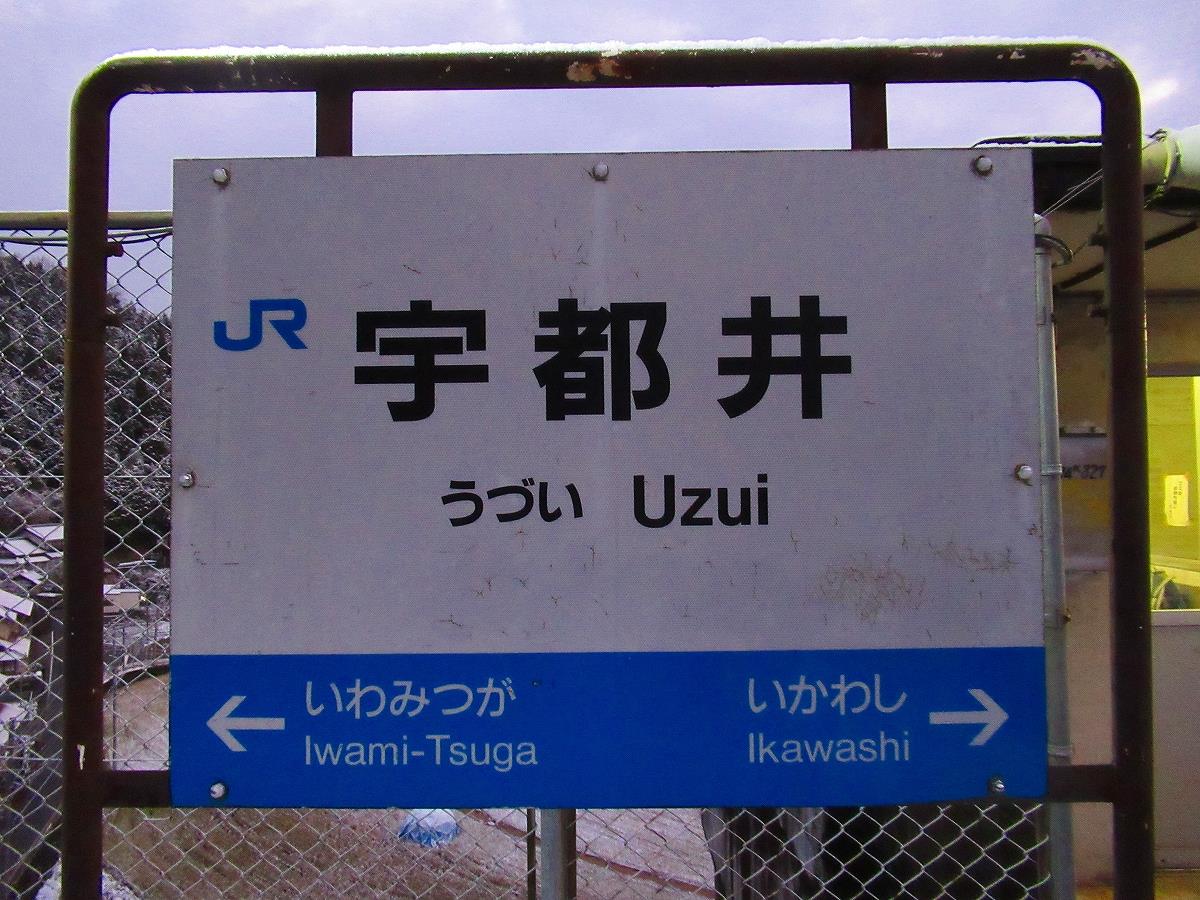 JR 宇都井
うづい Uzui
← いわみつが いかわし →
Iwami-Tsuga Ikawashi